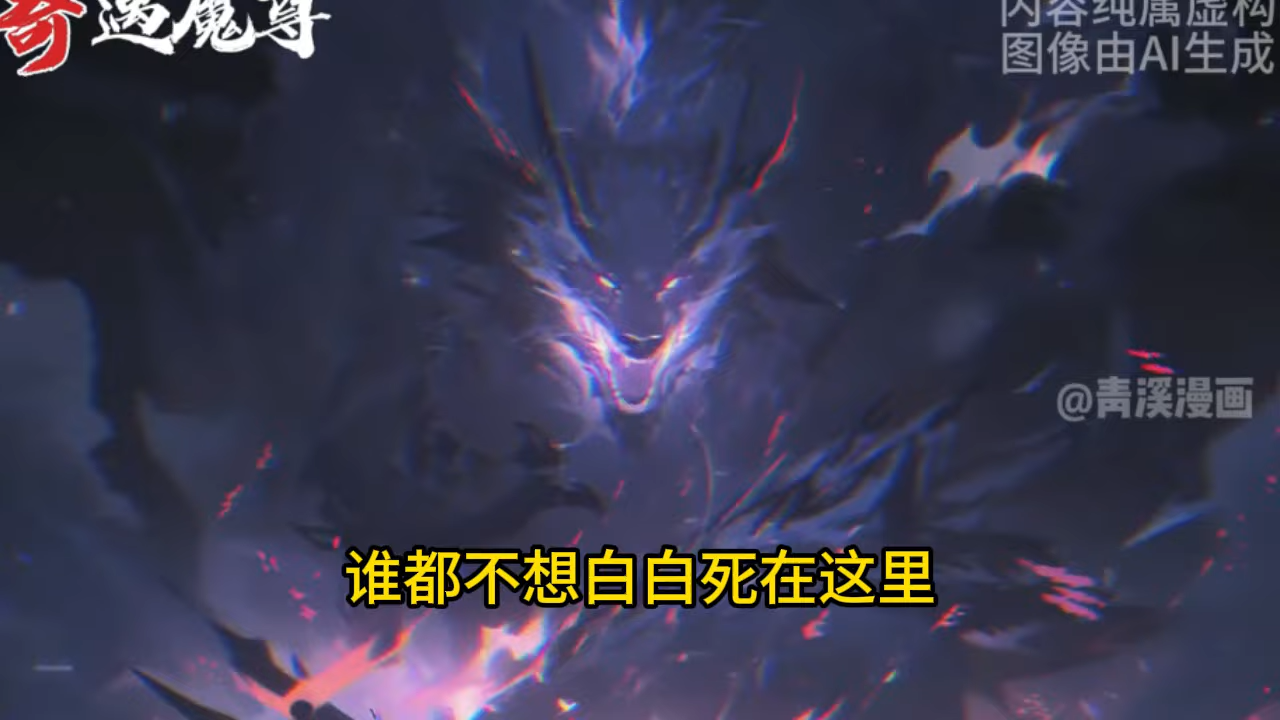 奇遇魔尊
内容纯属虚构
图像由AI生成
@青溪漫画
谁都不想白白死在这里